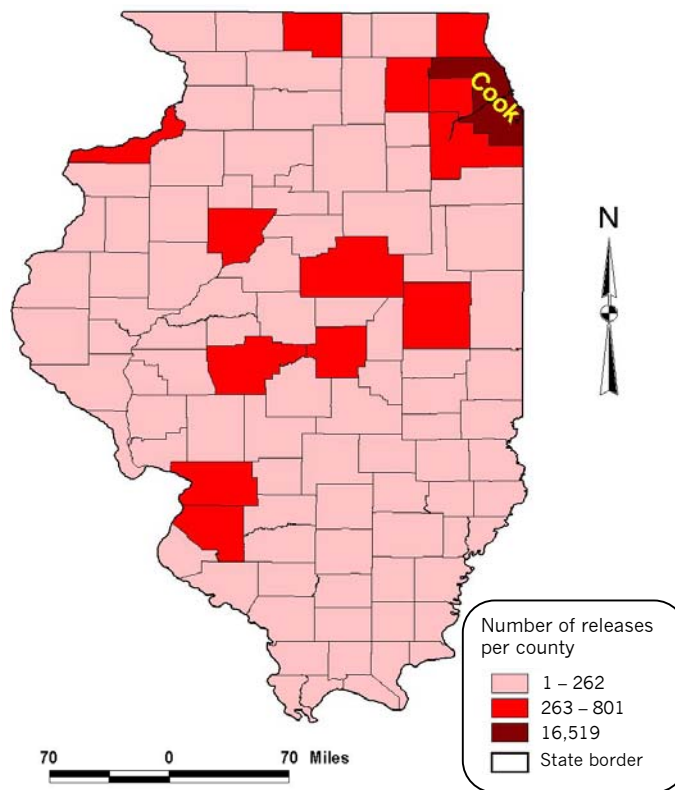 Cook
N
Number of releases
per county
1 – 262
263 – 801
16,519
State border
70 0 70 Miles